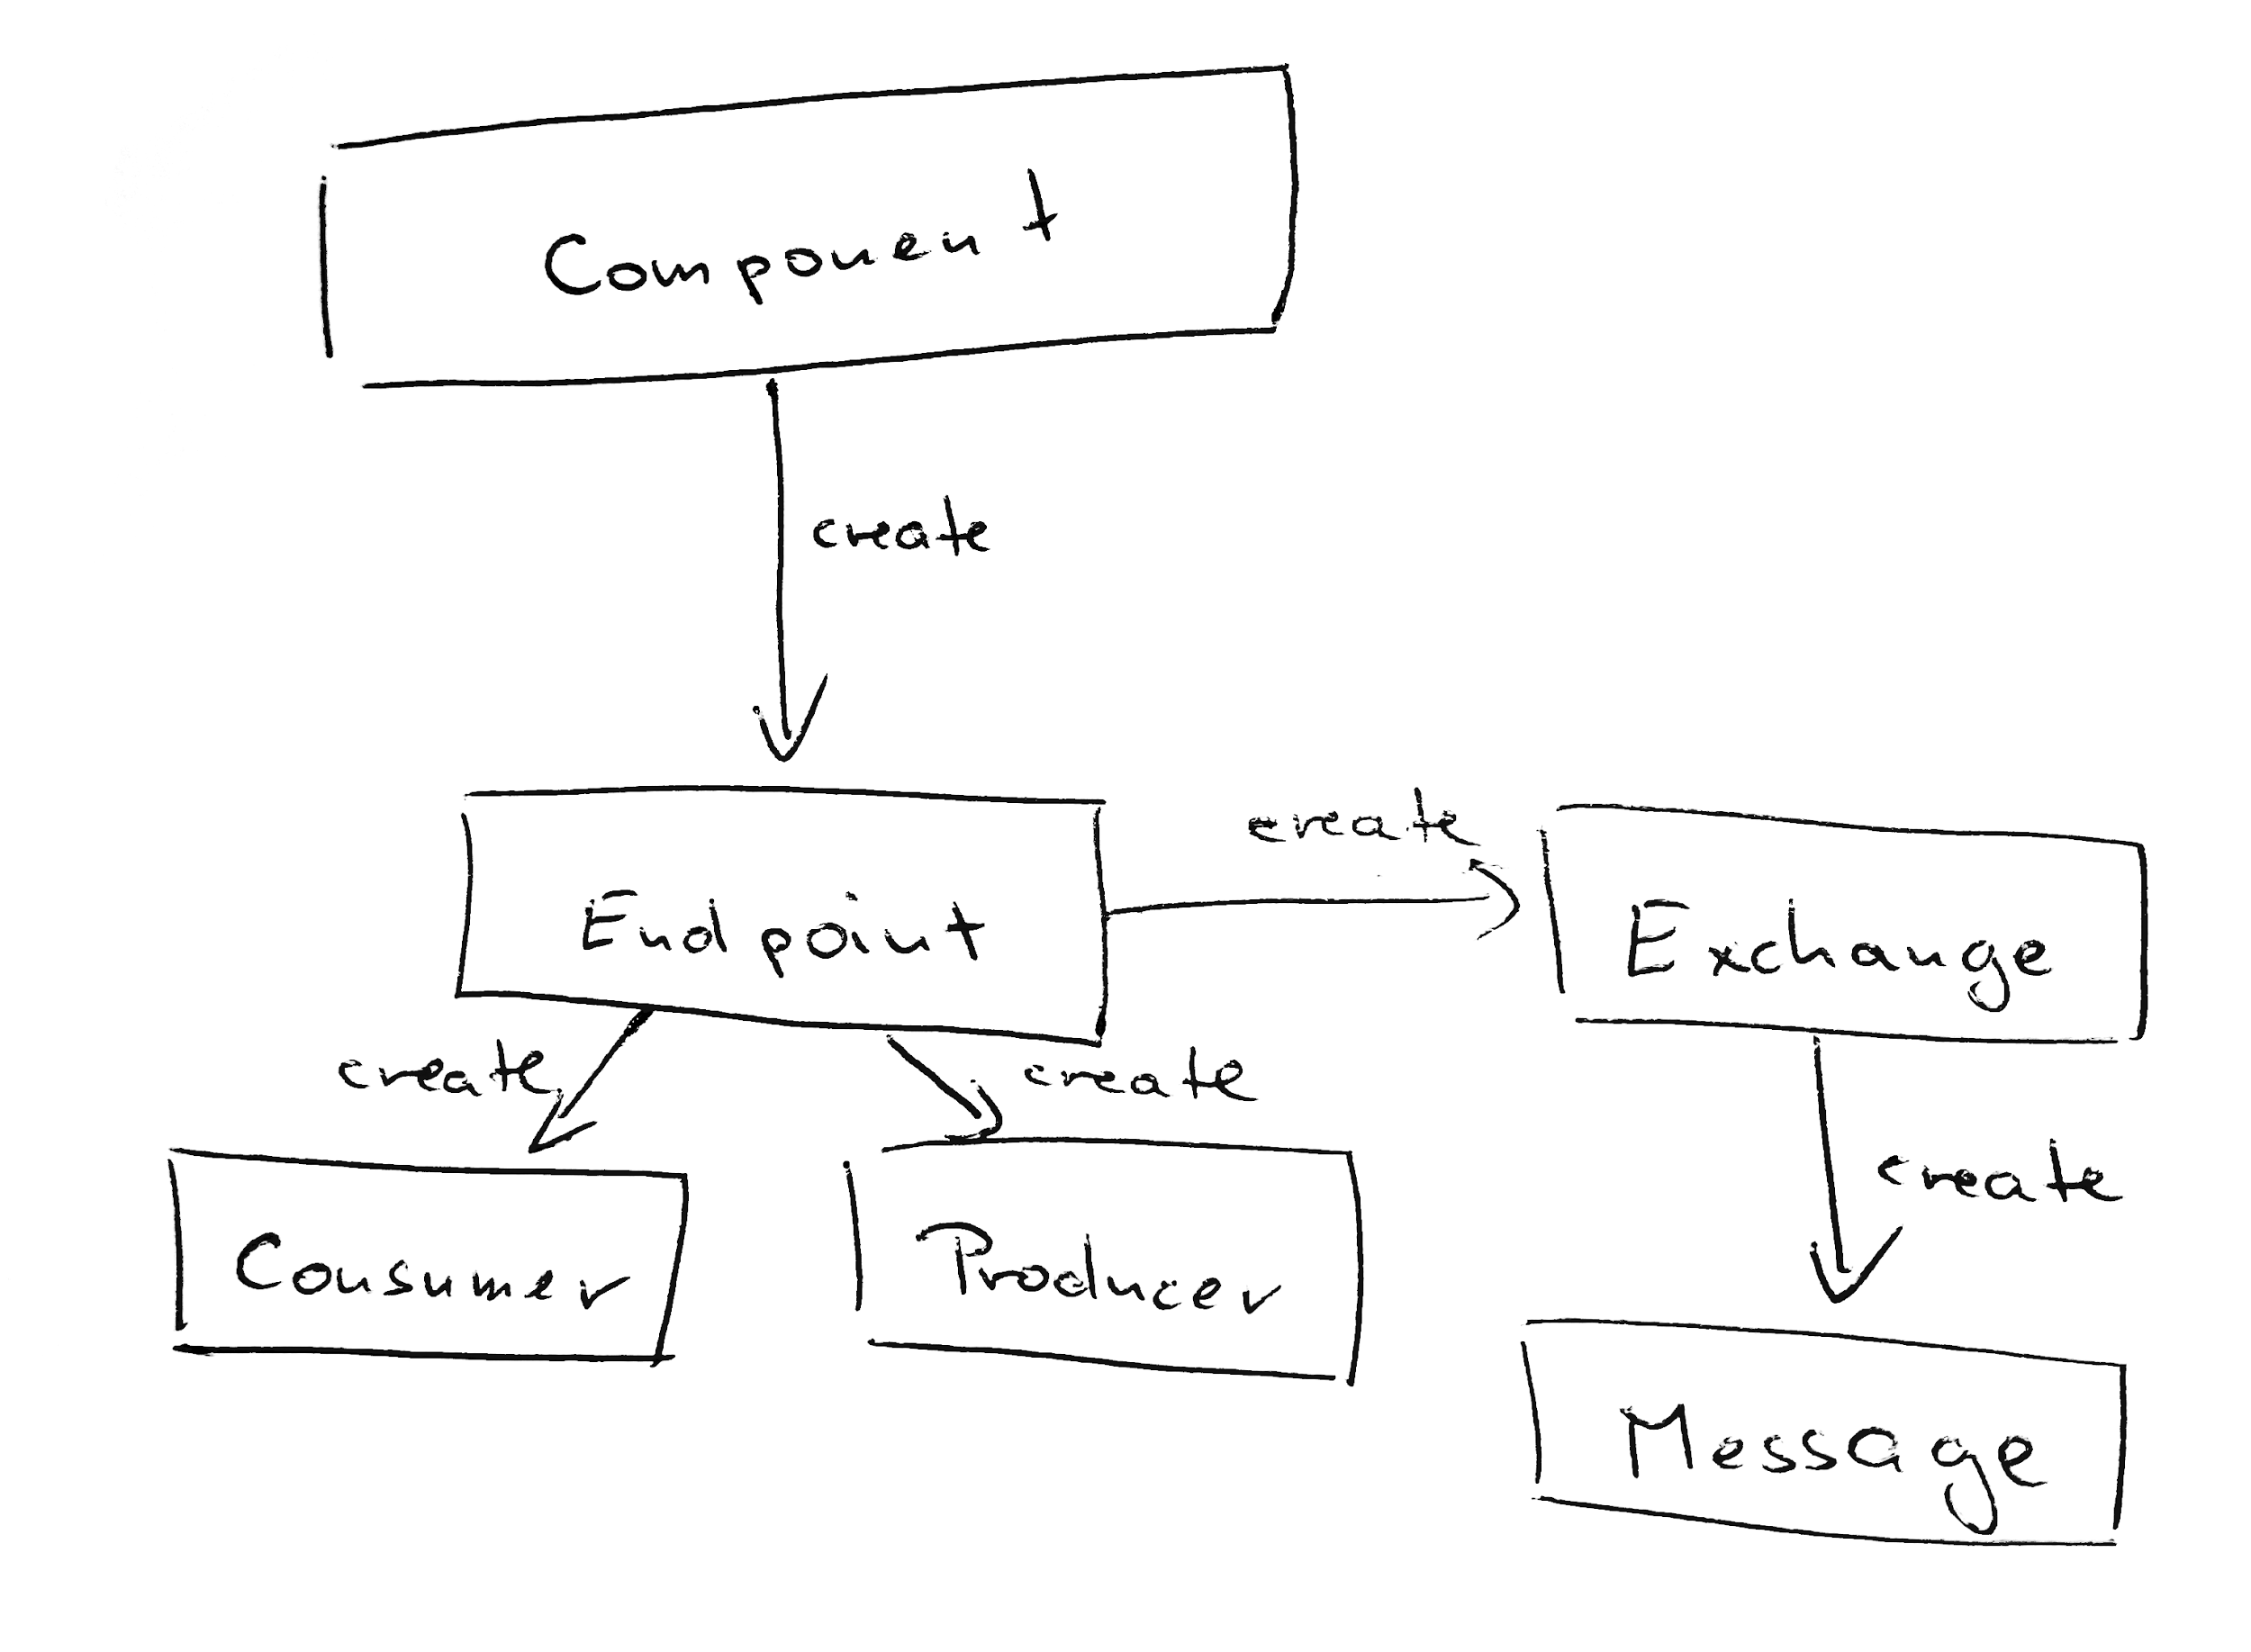 Component
create
Endpoint
create
Exchange
create
create
create
Consumer
Producer
Message